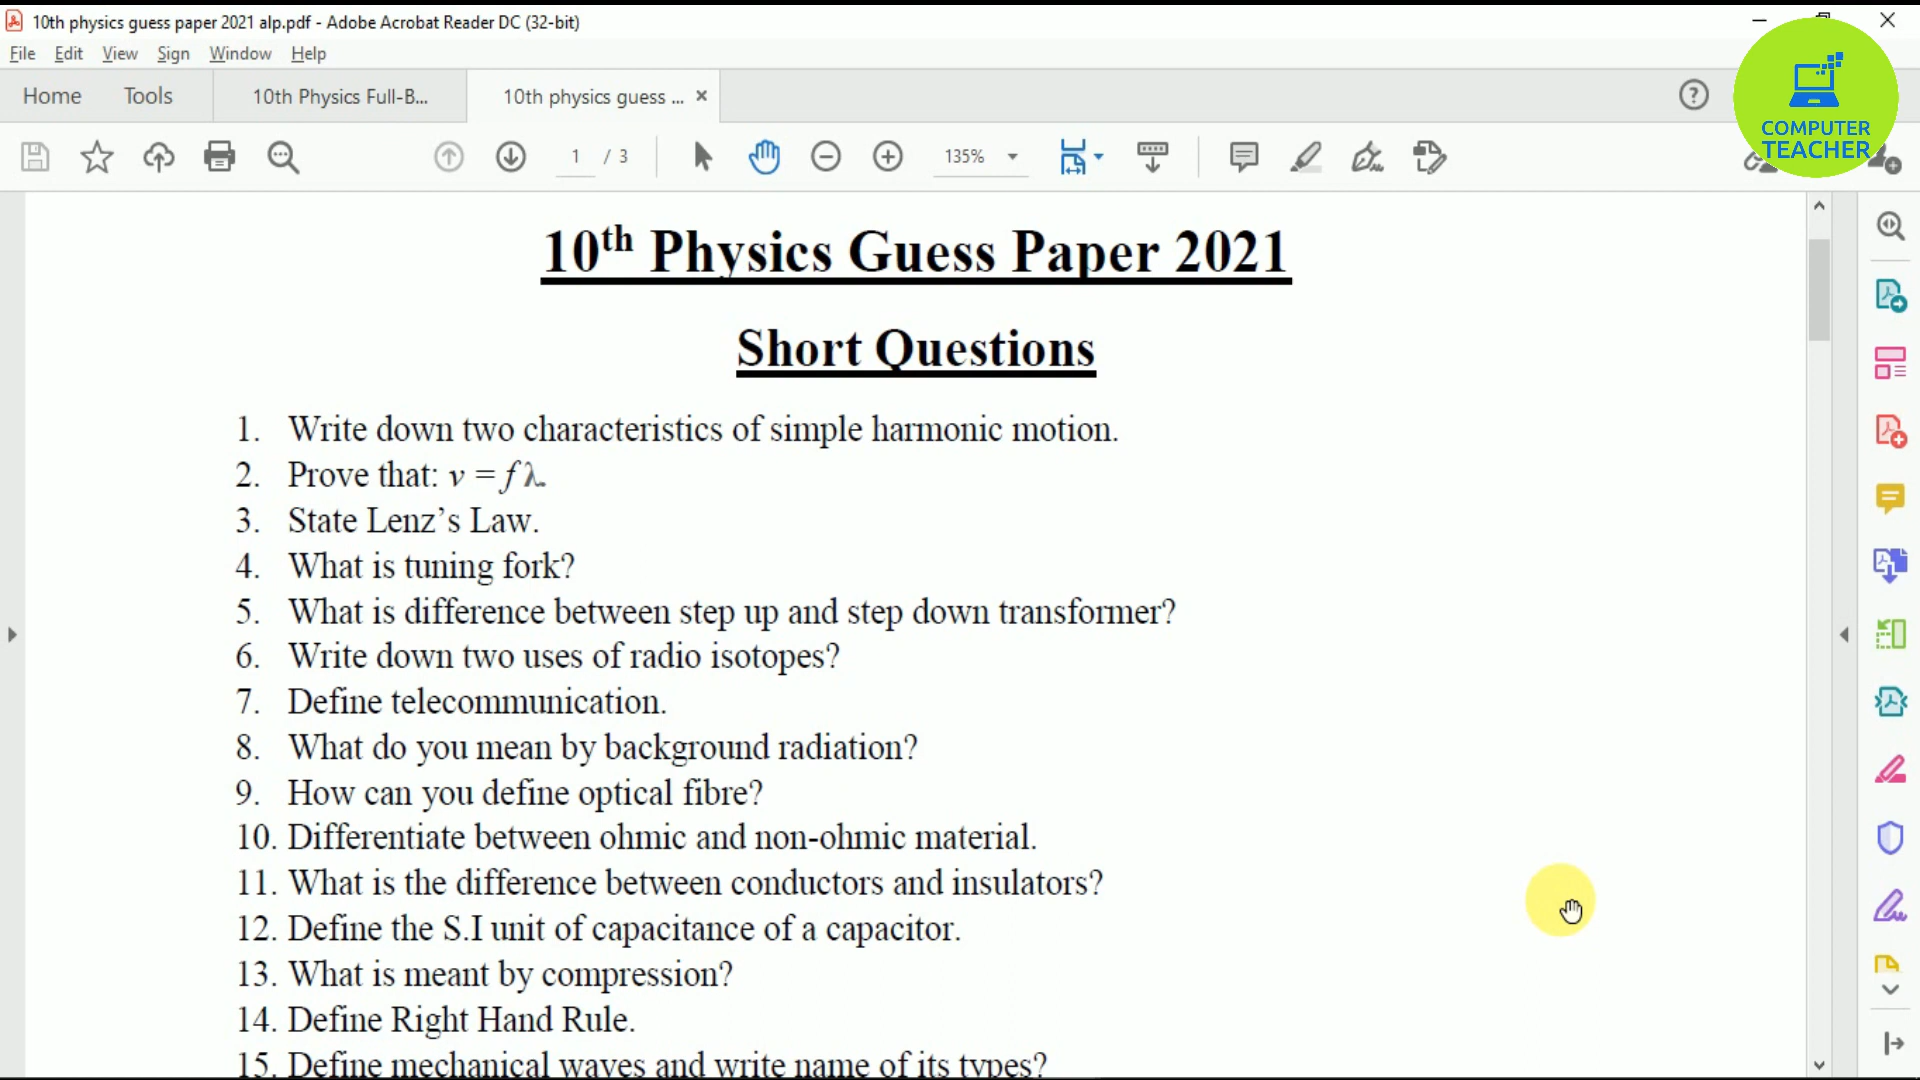 10th physics guess paper 2021 alp.pdf - Adobe Acrobat Reader DC (32-bit)
File Edit View Sign Window Help
Home Tools 10th Physics Full-B... 10th physics guess ... ×
1 / 3 135%
COMPUTER
TEACHER
10th Physics Guess Paper 2021
Short Questions
1. Write down two characteristics of simple harmonic motion.
2. Prove that: v = f λ.
3. State Lenz’s Law.
4. What is tuning fork?
5. What is difference between step up and step down transformer?
6. Write down two uses of radio isotopes?
7. Define telecommunication.
8. What do you mean by background radiation?
9. How can you define optical fibre?
10. Differentiate between ohmic and non-ohmic material.
11. What is the difference between conductors and insulators?
12. Define the S.I unit of capacitance of a capacitor.
13. What is meant by compression?
14. Define Right Hand Rule.
15. Define mechanical waves and write name of its types?